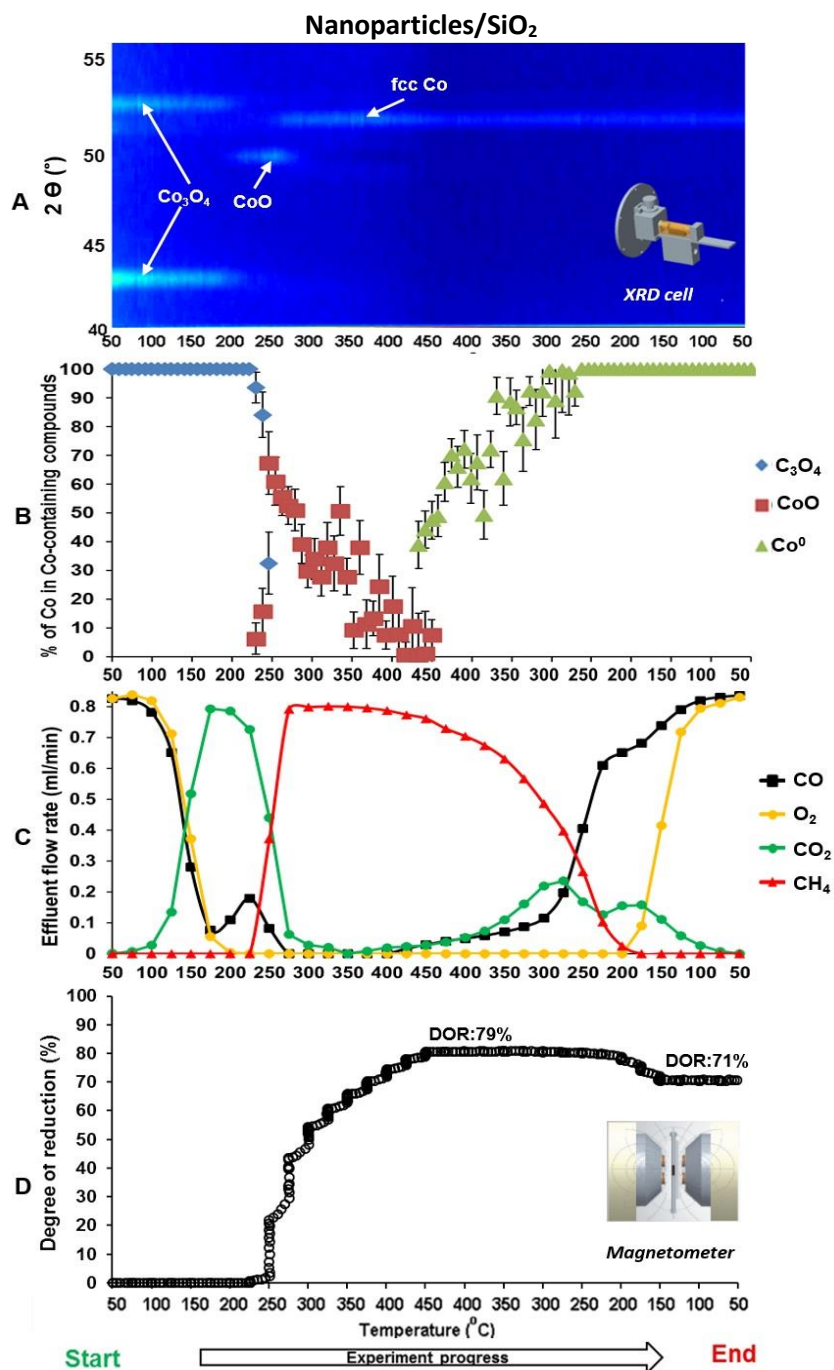 Nanoparticles/SiO₂
A
2 Θ (°)
55
50
45
40
fcc Co
Co₃O₄
CoO
XRD cell
50 100 150 200 250 300 350 400 450 400 350 300 250 200 150 100 50
B
% of Co in Co-containing compounds
100
90
80
70
60
50
40
30
20
10
0
C₃O₄
CoO
Co⁰
50 100 150 200 250 300 350 400 450 400 350 300 250 200 150 100 50
C
Effluent flow rate (ml/min)
0.8
0.7
0.6
0.5
0.4
0.3
0.2
0.1
0
CO
O₂
CO₂
CH₄
50 100 150 200 250 300 350 400 450 400 350 300 250 200 150 100 50
D
Degree of reduction (%)
100
90
80
70
60
50
40
30
20
10
0
DOR:79%
DOR:71%
Magnetometer
50 100 150 200 250 300 350 400 450 400 350 300 250 200 150 100 50
Temperature (⁰C)
Start Experiment progress End